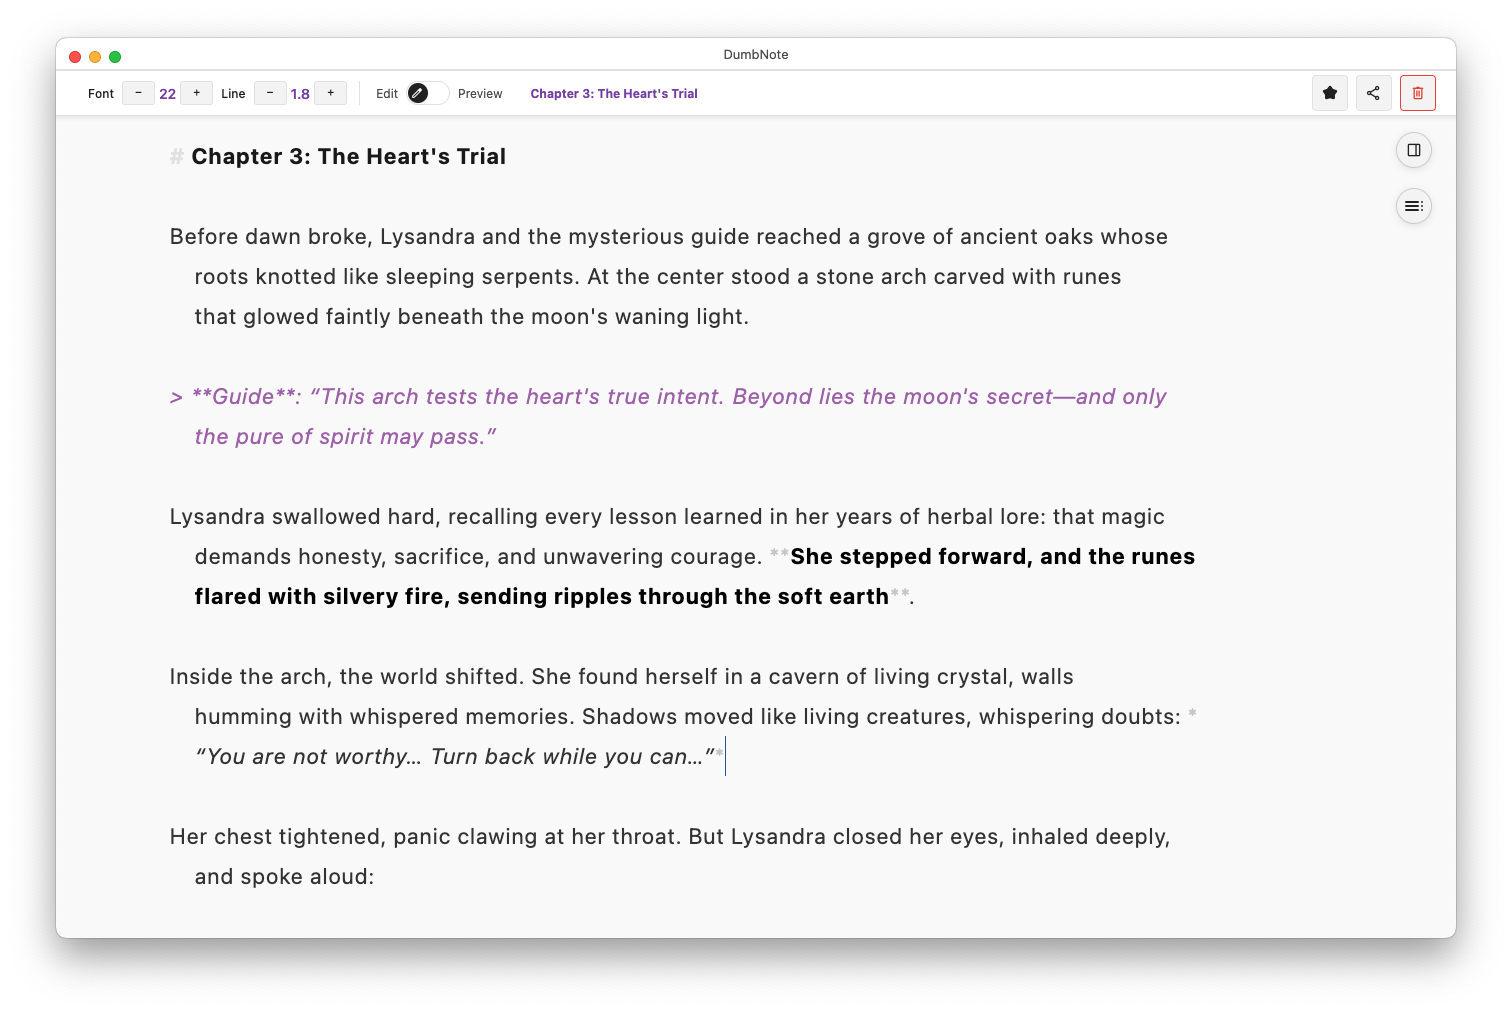 DumbNote
Font − 22 + Line − 1.8 + Edit Preview Chapter 3: The Heart's Trial
# Chapter 3: The Heart's Trial
Before dawn broke, Lysandra and the mysterious guide reached a grove of ancient oaks whose
roots knotted like sleeping serpents. At the center stood a stone arch carved with runes
that glowed faintly beneath the moon's waning light.
> **Guide**: “This arch tests the heart's true intent. Beyond lies the moon's secret—and only
the pure of spirit may pass.”
Lysandra swallowed hard, recalling every lesson learned in her years of herbal lore: that magic
demands honesty, sacrifice, and unwavering courage. **She stepped forward, and the runes
flared with silvery fire, sending ripples through the soft earth**.
Inside the arch, the world shifted. She found herself in a cavern of living crystal, walls
humming with whispered memories. Shadows moved like living creatures, whispering doubts: *
“You are not worthy… Turn back while you can…”*
Her chest tightened, panic clawing at her throat. But Lysandra closed her eyes, inhaled deeply,
and spoke aloud: